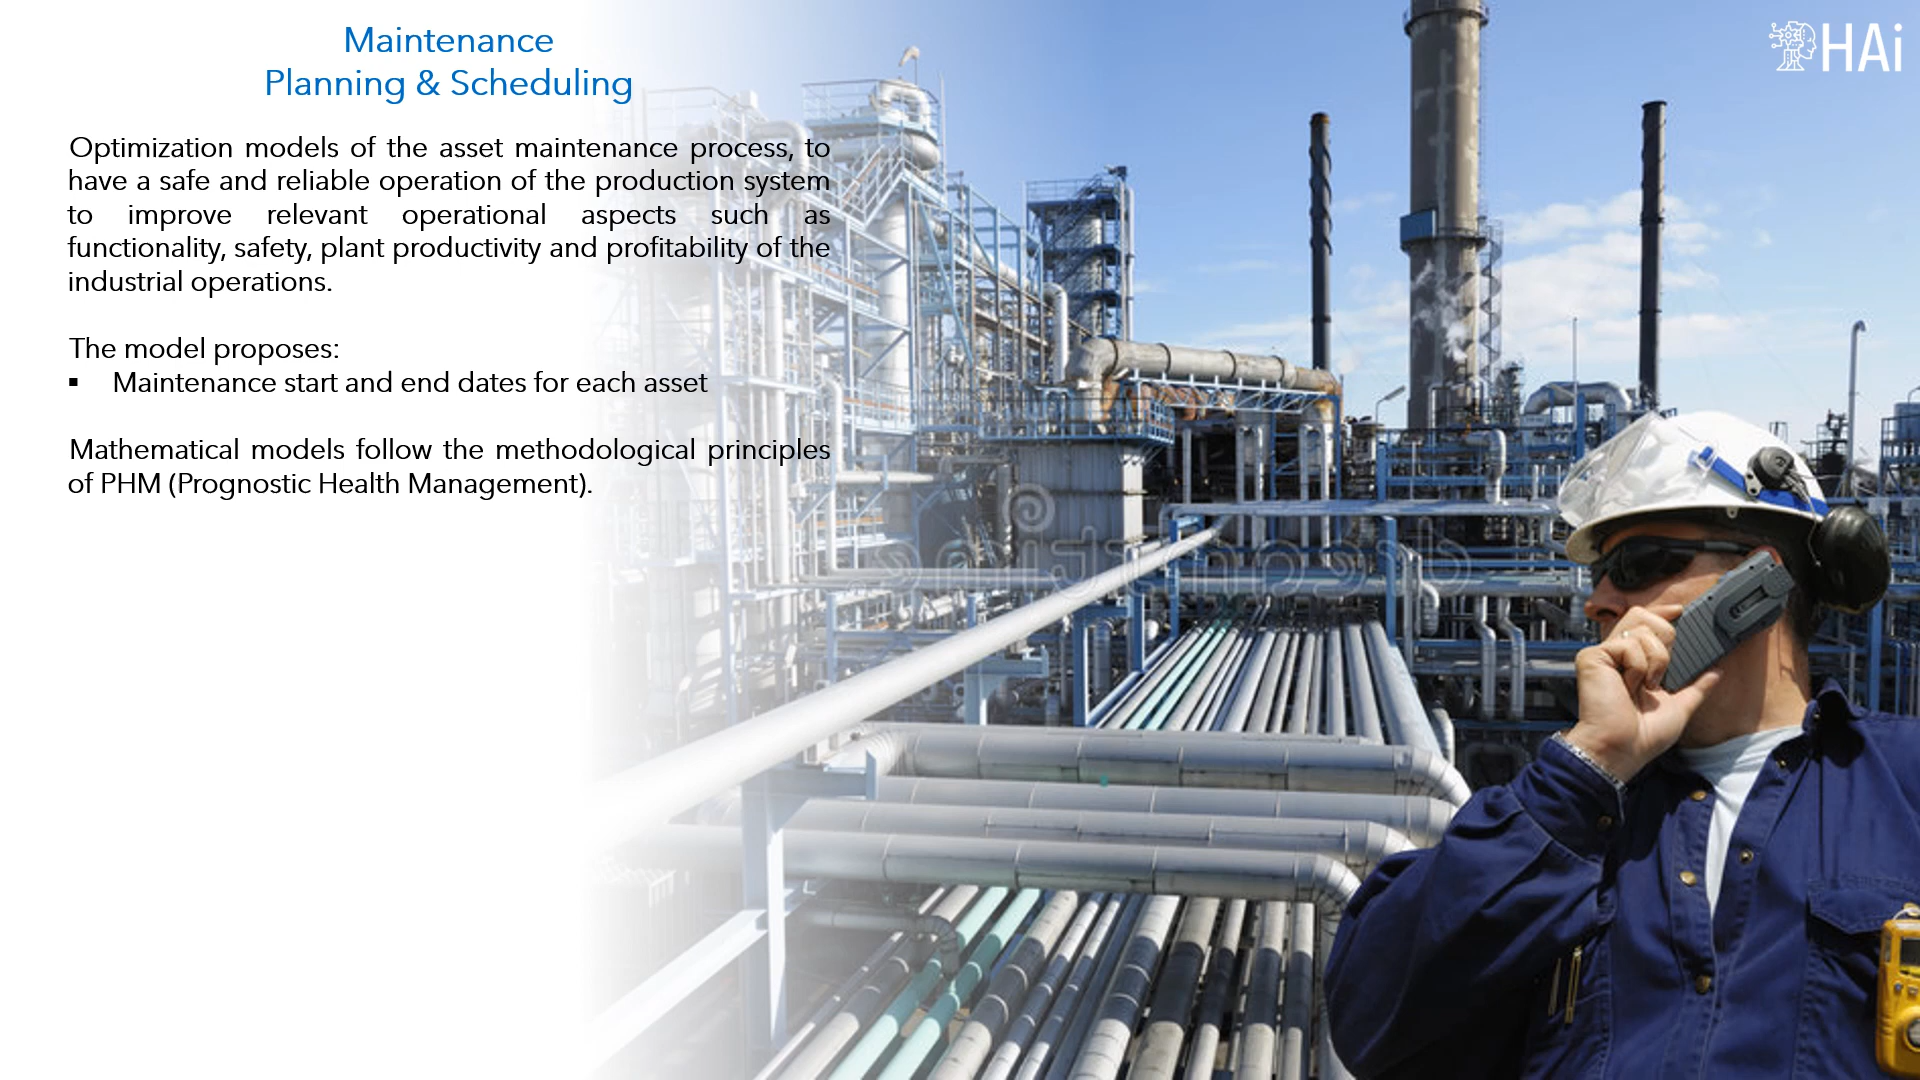 Maintenance
Planning & Scheduling
HAi
Optimization models of the asset maintenance process, to
have a safe and reliable operation of the production system
to improve relevant operational aspects such as
functionality, safety, plant productivity and profitability of the
industrial operations.
The model proposes:
▪ Maintenance start and end dates for each asset
Mathematical models follow the methodological principles
of PHM (Prognostic Health Management).
dreamstime